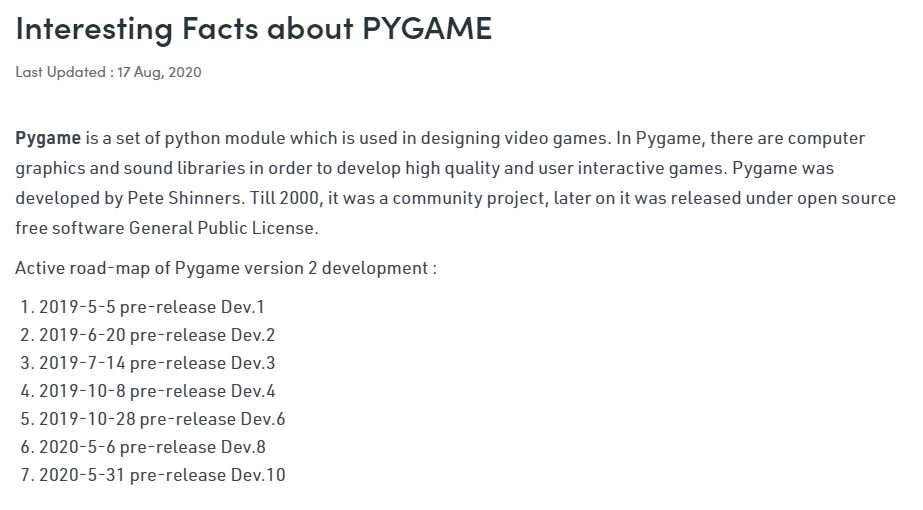 Interesting Facts about PYGAME
Last Updated : 17 Aug, 2020
Pygame is a set of python module which is used in designing video games. In Pygame, there are computer
graphics and sound libraries in order to develop high quality and user interactive games. Pygame was
developed by Pete Shinners. Till 2000, it was a community project, later on it was released under open source
free software General Public License.
Active road-map of Pygame version 2 development :
1. 2019-5-5 pre-release Dev.1
2. 2019-6-20 pre-release Dev.2
3. 2019-7-14 pre-release Dev.3
4. 2019-10-8 pre-release Dev.4
5. 2019-10-28 pre-release Dev.6
6. 2020-5-6 pre-release Dev.8
7. 2020-5-31 pre-release Dev.10